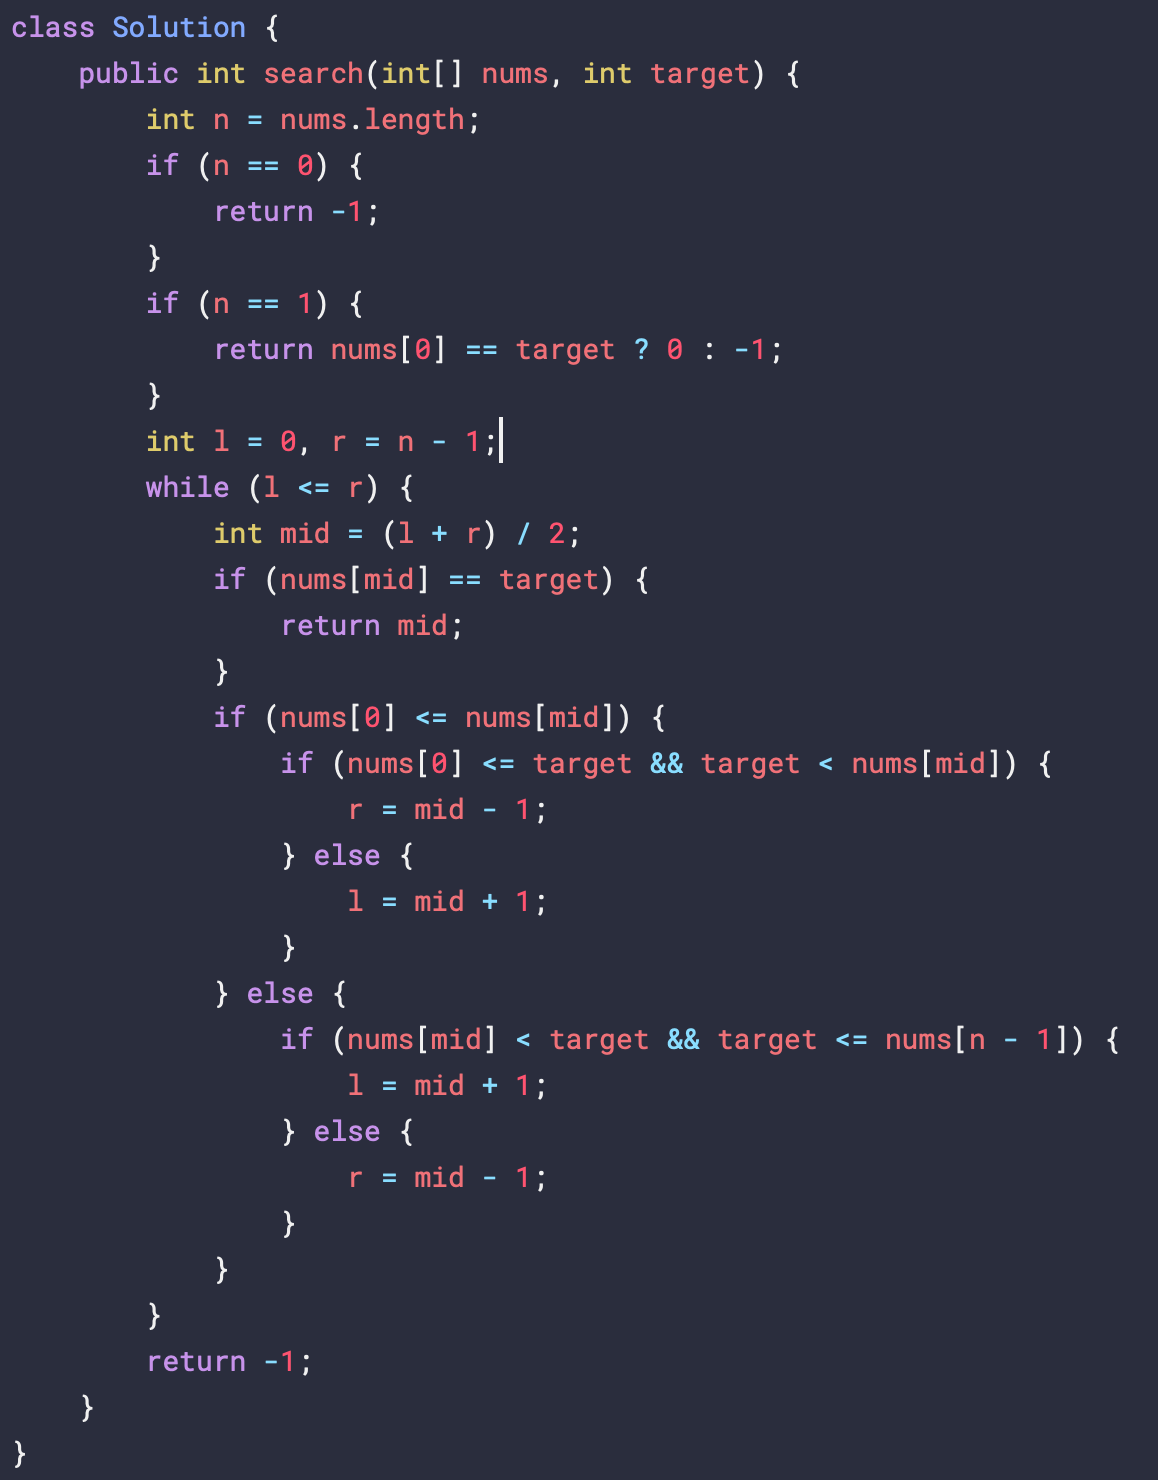 class Solution {
    public int search(int[] nums, int target) {
        int n = nums.length;
        if (n == 0) {
            return -1;
        }
        if (n == 1) {
            return nums[0] == target ? 0 : -1;
        }
        int l = 0, r = n - 1;
        while (l <= r) {
            int mid = (l + r) / 2;
            if (nums[mid] == target) {
                return mid;
            }
            if (nums[0] <= nums[mid]) {
                if (nums[0] <= target && target < nums[mid]) {
                    r = mid - 1;
                } else {
                    l = mid + 1;
                }
            } else {
                if (nums[mid] < target && target <= nums[n - 1]) {
                    l = mid + 1;
                } else {
                    r = mid - 1;
                }
            }
        }
        return -1;
    }
}